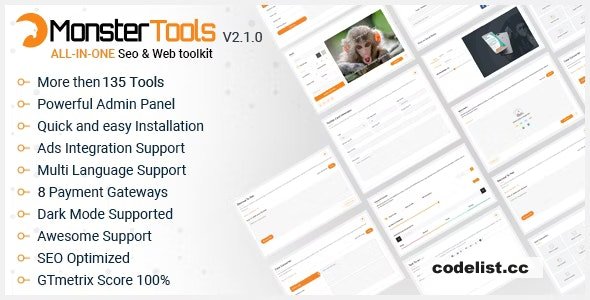 MonsterTools V2.1.0
ALL-IN-ONE Seo & Web toolkit
More then 135 Tools
Powerful Admin Panel
Quick and easy Installation
Ads Integration Support
Multi Language Support
8 Payment Gateways
Dark Mode Supported
Awesome Support
SEO Optimized
GTmetrix Score 100%
codelist.cc